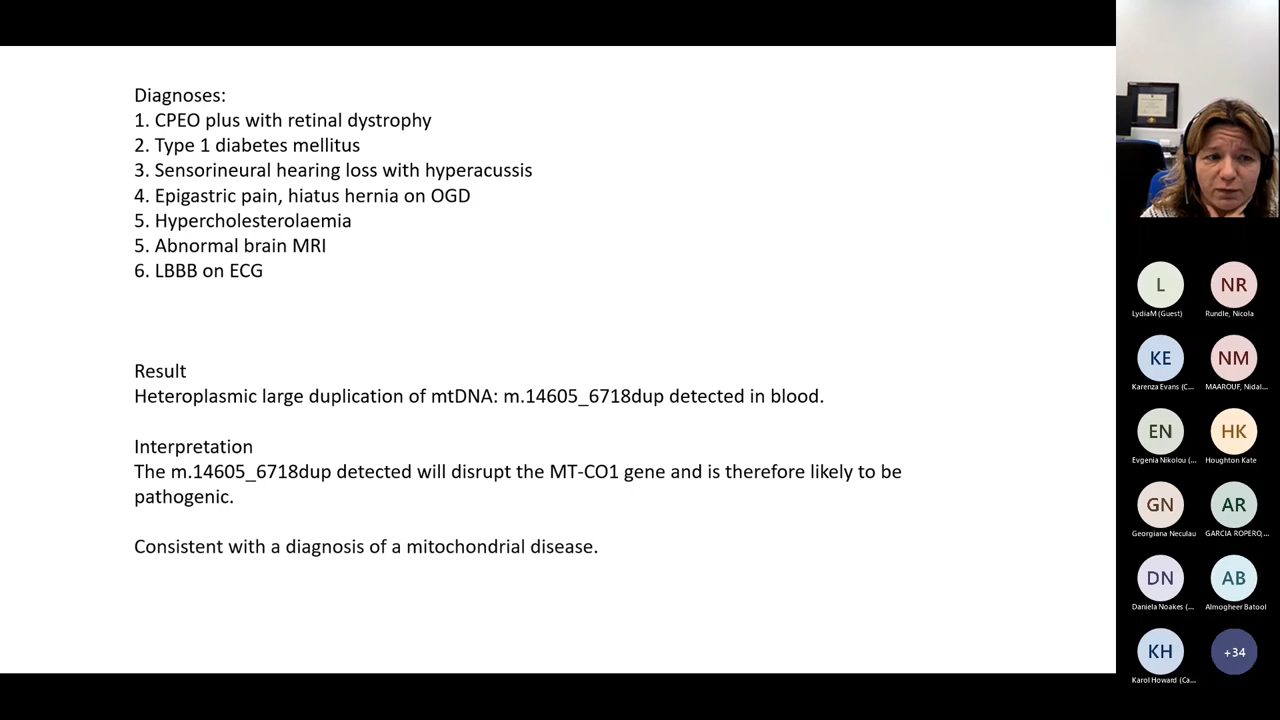 Diagnoses:
1. CPEO plus with retinal dystrophy
2. Type 1 diabetes mellitus
3. Sensorineural hearing loss with hyperacussis
4. Epigastric pain, hiatus hernia on OGD
5. Hypercholesterolaemia
5. Abnormal brain MRI
6. LBBB on ECG
Result
Heteroplasmic large duplication of mtDNA: m.14605_6718dup detected in blood.
Interpretation
The m.14605_6718dup detected will disrupt the MT-CO1 gene and is therefore likely to be
pathogenic.
Consistent with a diagnosis of a mitochondrial disease.
L NR
LydiaM (Guest) Rundle, Nicola
KE NM
Karenza Evans (C... MAAROUF, Nidal...
EN HK
Evgenia Nikolou (... Houghton Kate
GN AR
Georgiana Neculau GARCIA ROPERO,...
DN AB
Daniela Noakes (... Almogheer Batool
KH +34
Karol Howard (Ca...